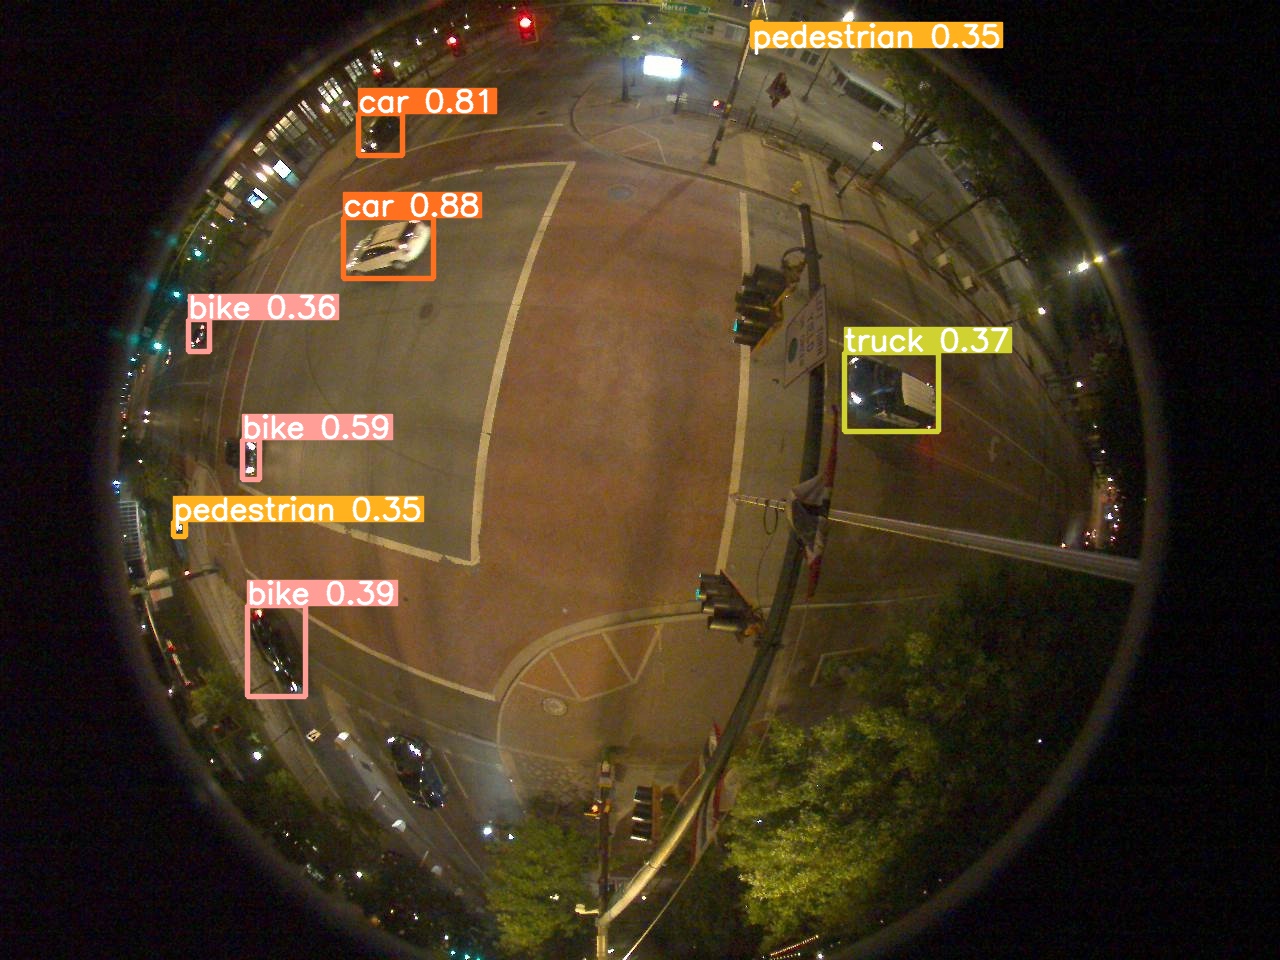 Market
pedestrian 0.35
car 0.81
car 0.88
bike 0.36
truck 0.37
bike 0.59
pedestrian 0.35
bike 0.39